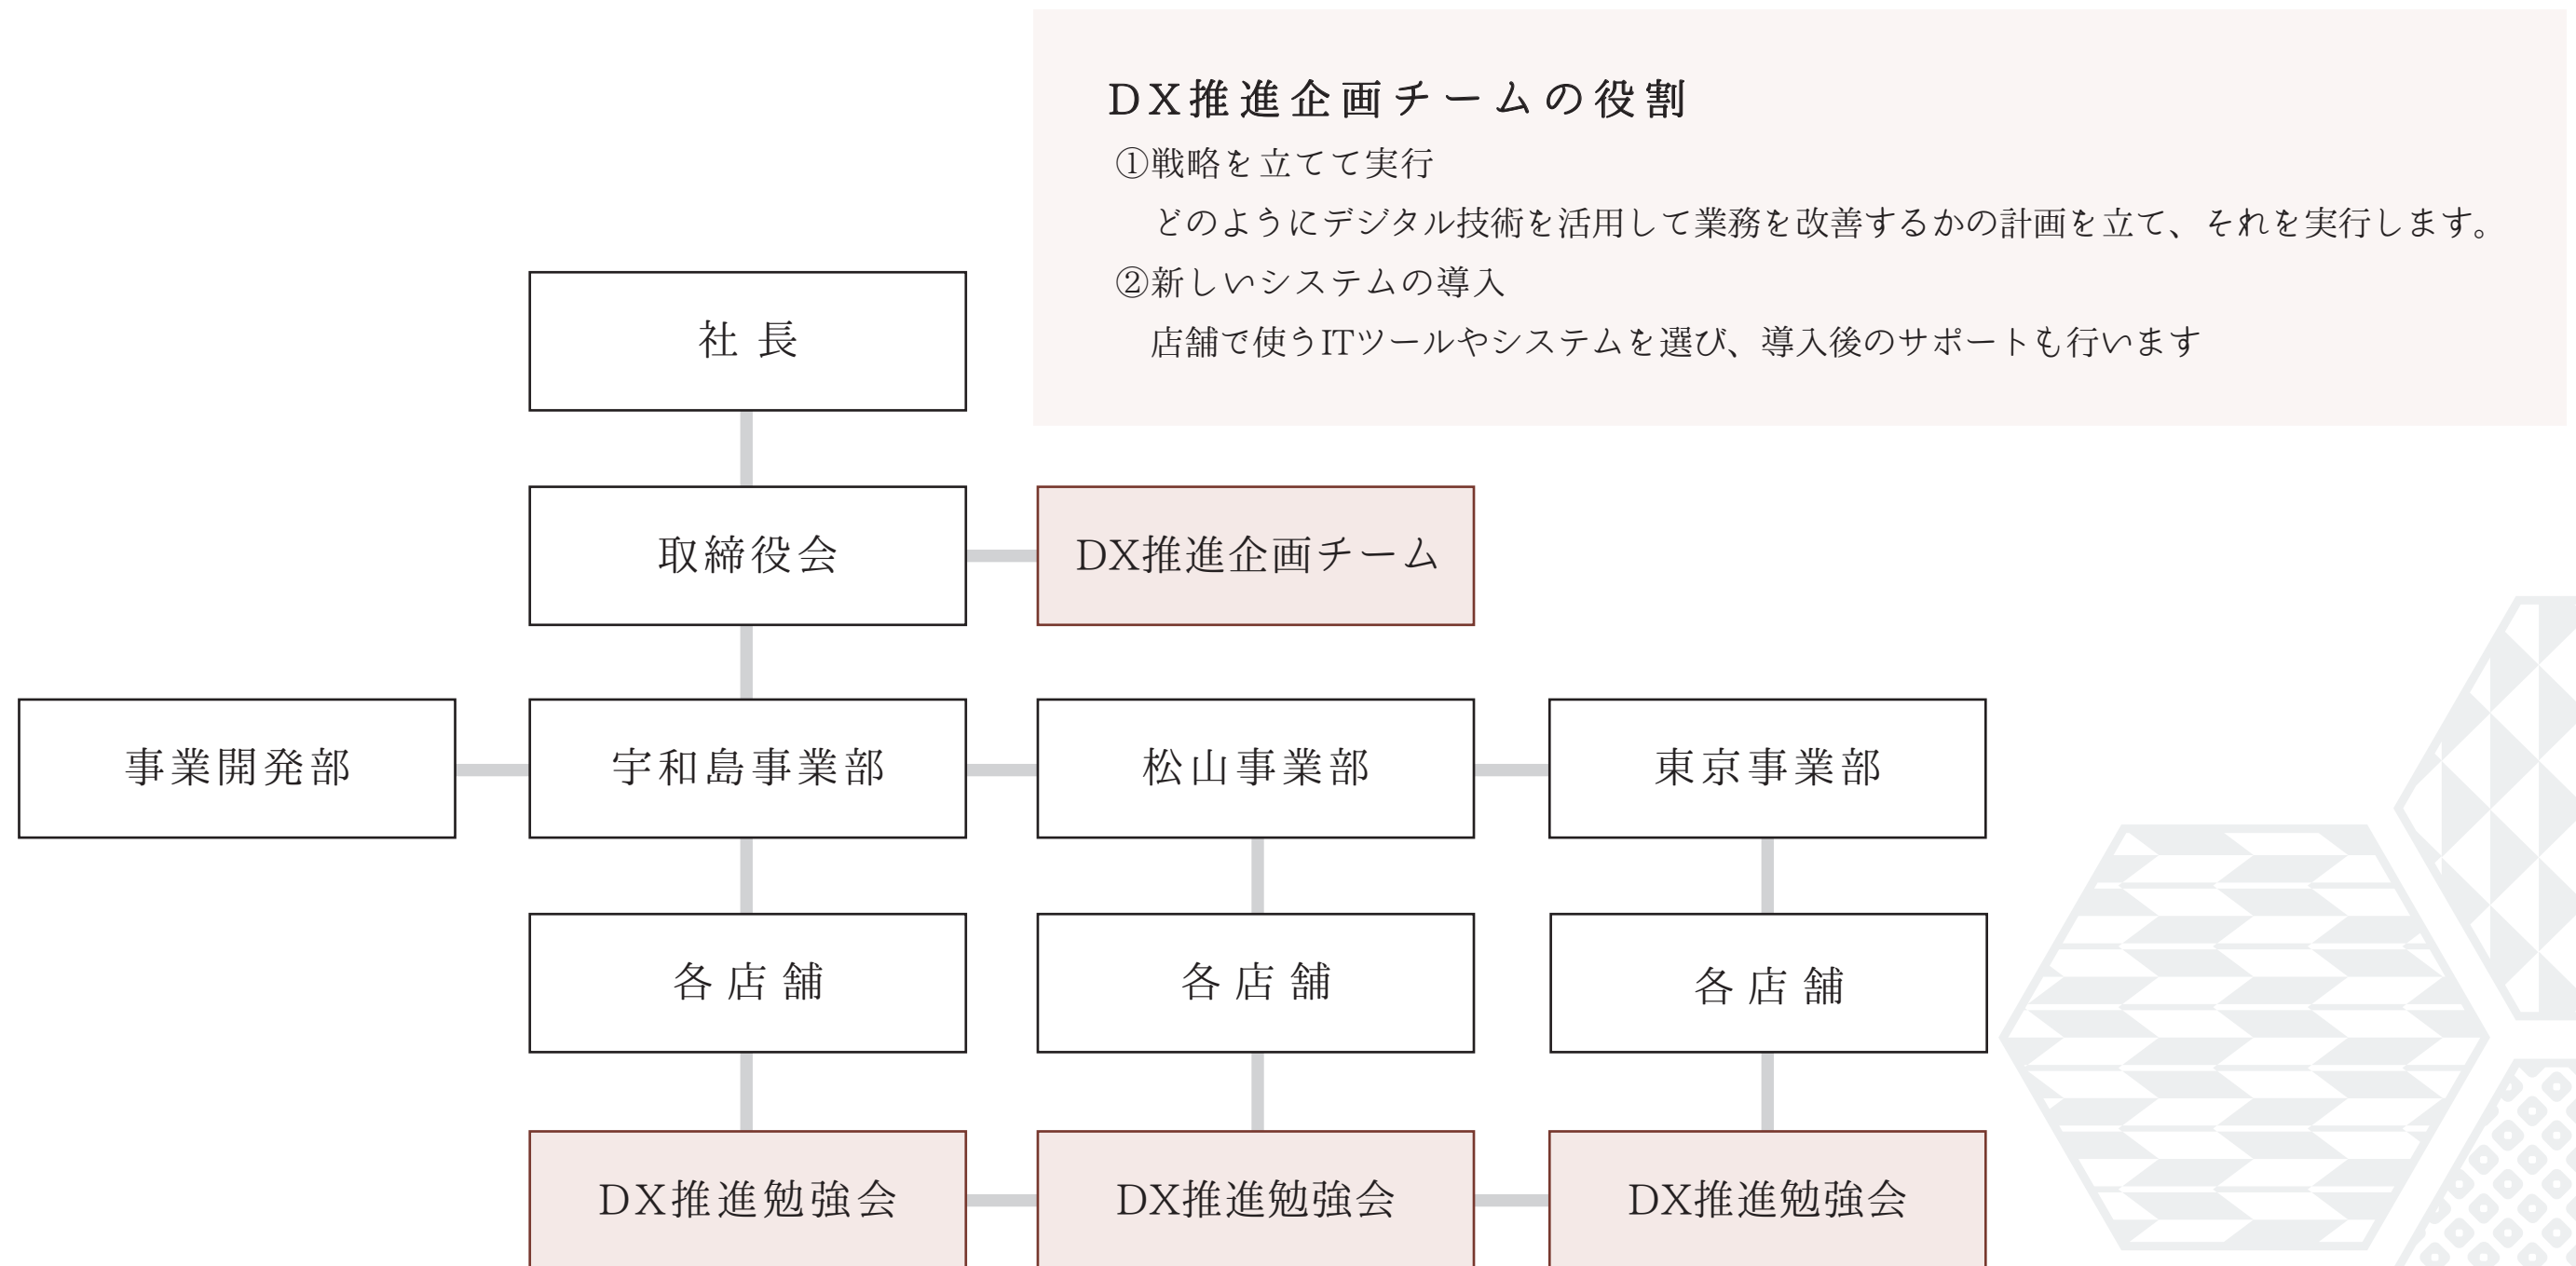 DX推進企画チームの役割
①戦略を立てて実行
どのようにデジタル技術を活用して業務を改善するかの計画を立て、それを実行します。
②新しいシステムの導入
店舗で使うITツールやシステムを選び、導入後のサポートも行います
社長
取締役会
DX推進企画チーム
事業開発部
宇和島事業部
松山事業部
東京事業部
各店舗
各店舗
各店舗
DX推進勉強会
DX推進勉強会
DX推進勉強会